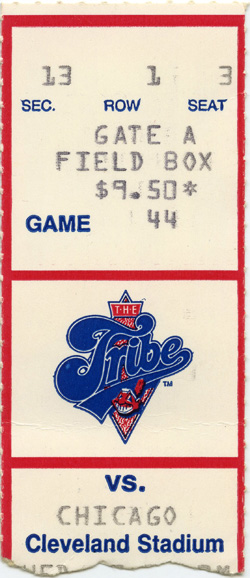 13 1 3
SEC. ROW SEAT
GATE A
FIELD BOX
$9.50*
GAME 44
THE
Tribe TM
VS.
CHICAGO
Cleveland Stadium